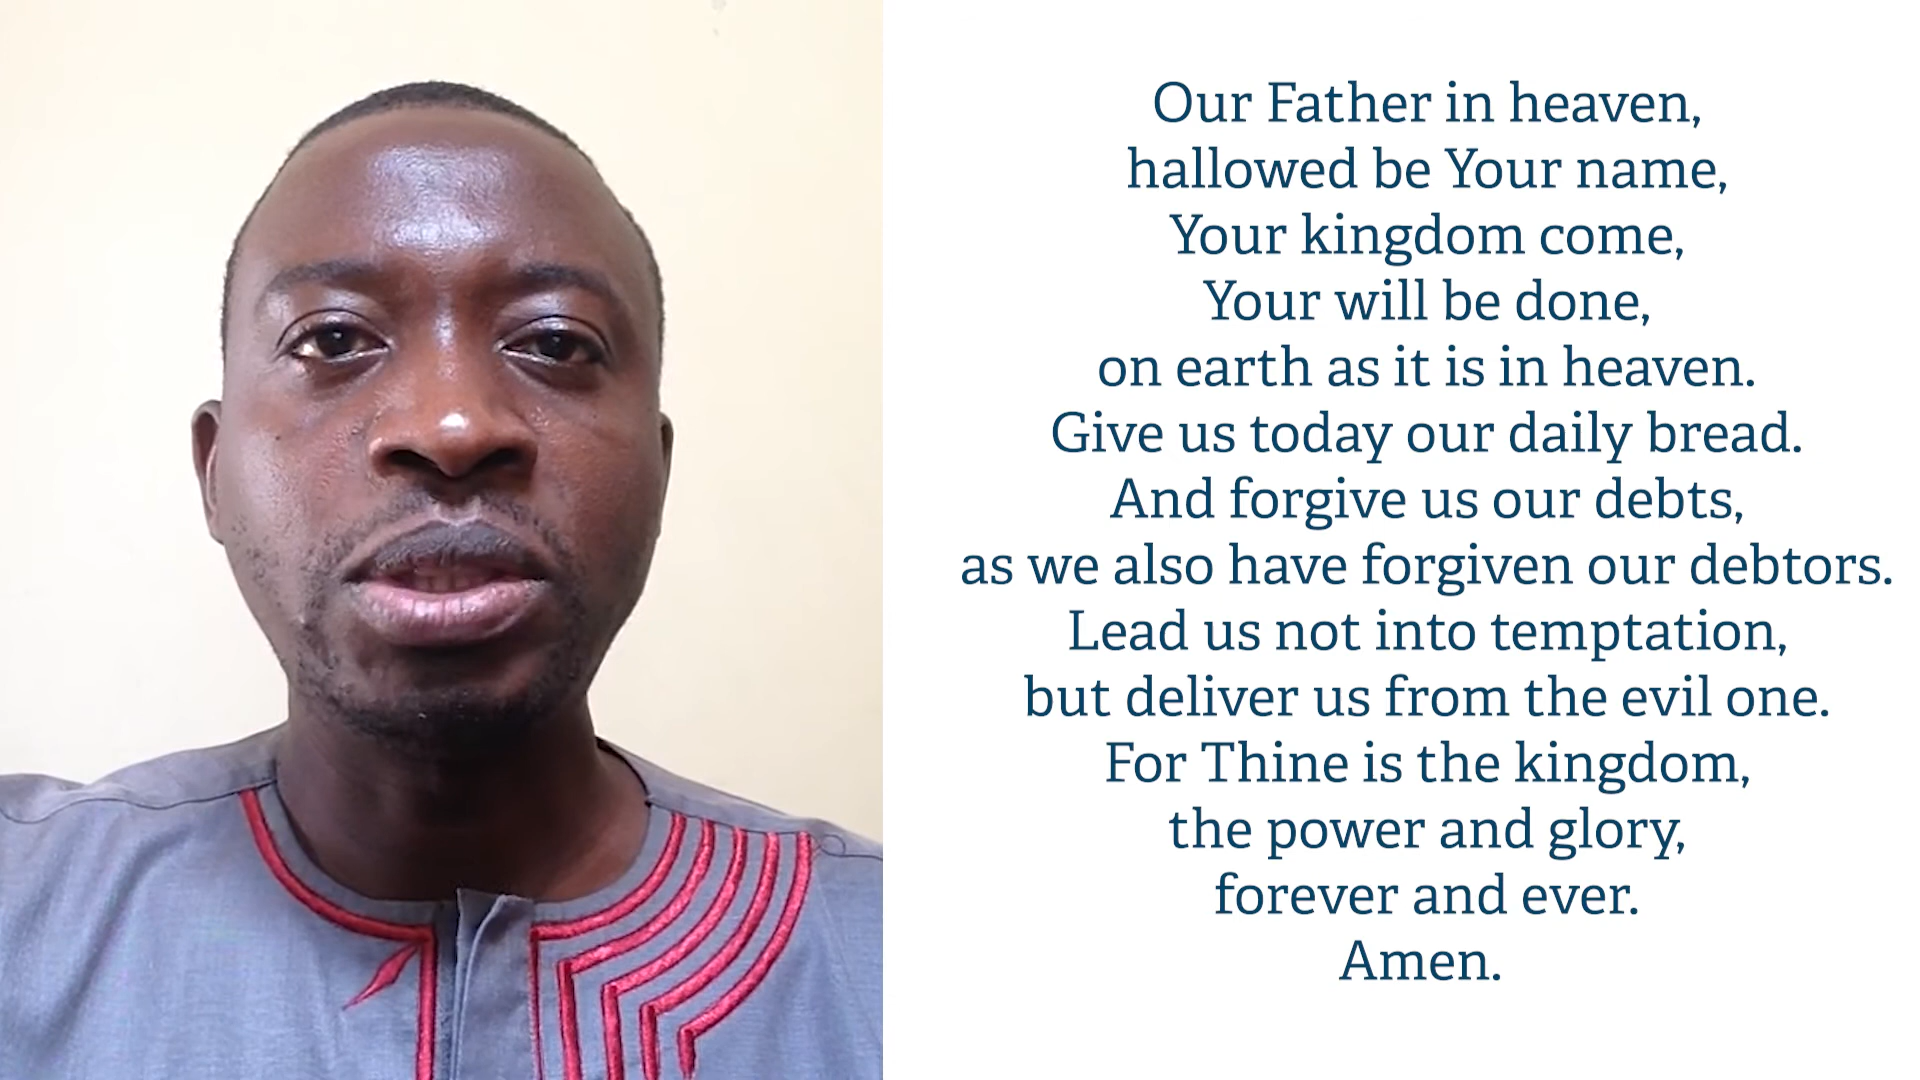 Our Father in heaven,
hallowed be Your name,
Your kingdom come,
Your will be done,
on earth as it is in heaven.
Give us today our daily bread.
And forgive us our debts,
as we also have forgiven our debtors.
Lead us not into temptation,
but deliver us from the evil one.
For Thine is the kingdom,
the power and glory,
forever and ever.
Amen.